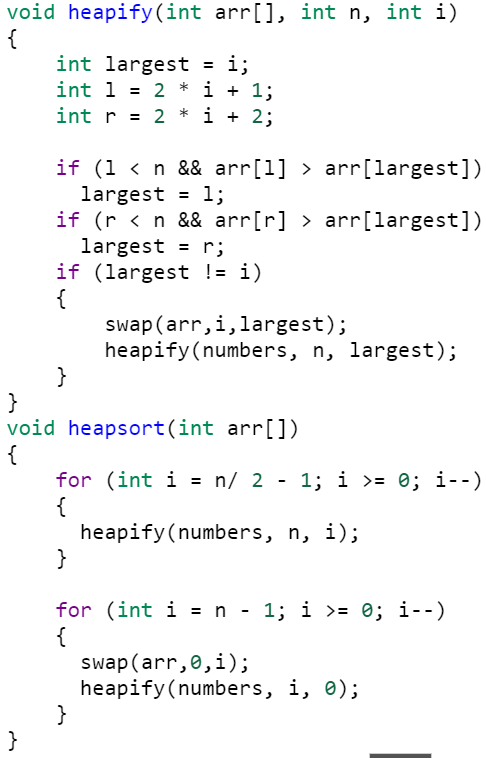 void heapify(int arr[], int n, int i)
{
    int largest = i;
    int l = 2 * i + 1;
    int r = 2 * i + 2;

    if (l < n && arr[l] > arr[largest])
      largest = l;
    if (r < n && arr[r] > arr[largest])
      largest = r;
    if (largest != i)
    {
        swap(arr,i,largest);
        heapify(numbers, n, largest);
    }
}
void heapsort(int arr[])
{
    for (int i = n/ 2 - 1; i >= 0; i--)
    {
      heapify(numbers, n, i);
    }

    for (int i = n - 1; i >= 0; i--)
    {
      swap(arr,0,i);
      heapify(numbers, i, 0);
    }
}